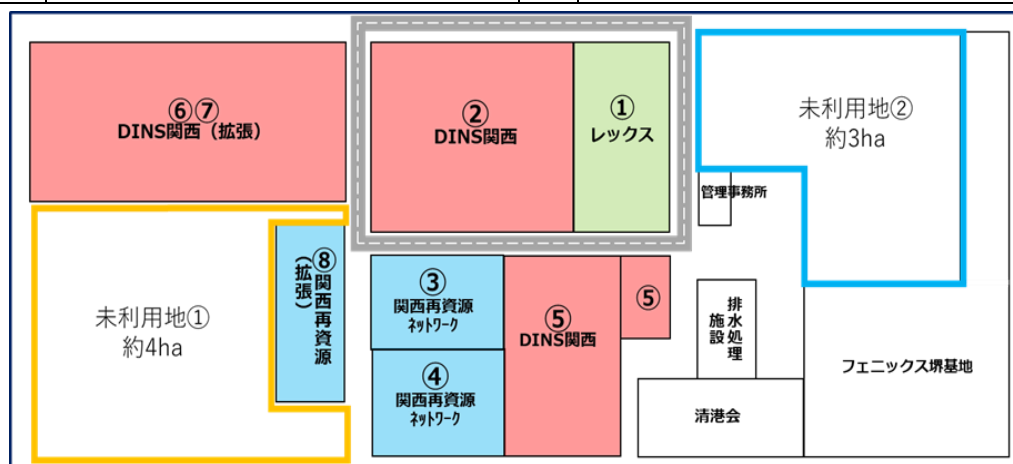 ⑥⑦
DINS関西（拡張）
②
DINS関西
①
レックス
未利用地②
約3ha
管理事務所
未利用地①
約4ha
⑧関西再資源
（拡張）
③
関西再資源
ﾈｯﾄﾜｰｸ
④
関西再資源
ﾈｯﾄﾜｰｸ
⑤
DINS関西
⑤
排水処理
施設
清港会
フェニックス堺基地